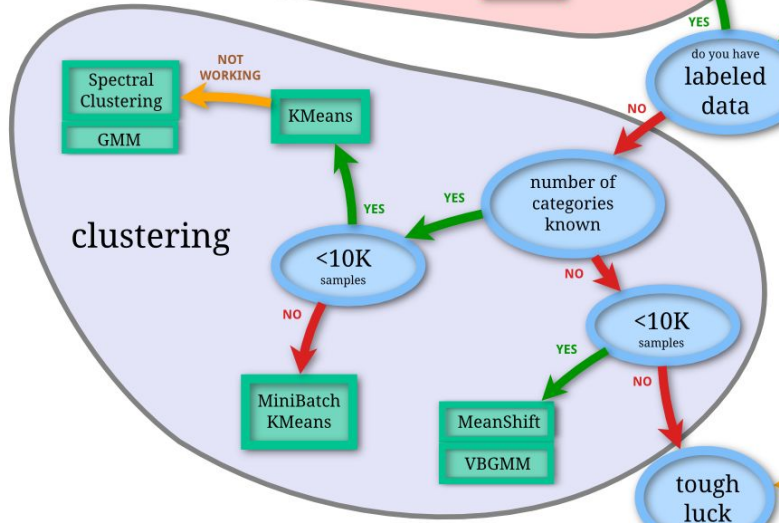 YES
do you have
labeled
data
NOT
WORKING
Spectral
Clustering
GMM
KMeans
NO
number of
categories
known
YES
YES
clustering
<10K
samples
NO
NO
<10K
samples
YES
NO
MiniBatch
KMeans
MeanShift
VBGMM
tough
luck